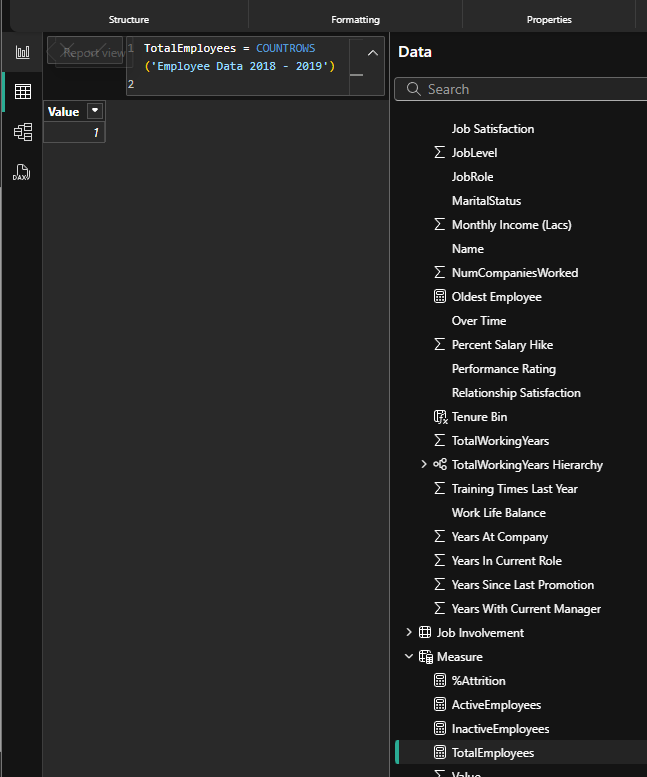 Structure
Formatting
Properties
Report view
1 TotalEmployees = COUNTROWS
('Employee Data 2018 - 2019')
2
Value
1
DAX
Data
Search
Job Satisfaction
JobLevel
JobRole
MaritalStatus
Monthly Income (Lacs)
Name
NumCompaniesWorked
Oldest Employee
Over Time
Percent Salary Hike
Performance Rating
Relationship Satisfaction
Tenure Bin
TotalWorkingYears
TotalWorkingYears Hierarchy
Training Times Last Year
Work Life Balance
Years At Company
Years In Current Role
Years Since Last Promotion
Years With Current Manager
Job Involvement
Measure
%Attrition
ActiveEmployees
InactiveEmployees
TotalEmployees
Value